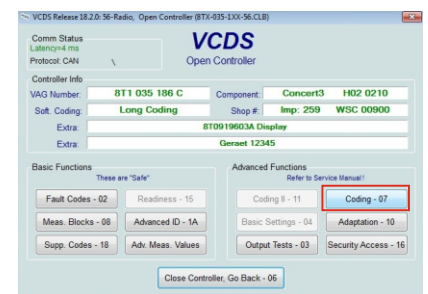 VCDS Release 18.2.0: 56-Radio, Open Controller (8TX-035-1XX-56.CLB)
Comm Status
Latency=4 ms
Protocol: CAN \
VCDS
Open Controller
Controller Info
VAG Number: 8T1 035 186 C Component: Concert3 H02 0210
Soft. Coding: Long Coding Shop #: Imp: 259 WSC 00900
Extra: 8T0919603A Display
Extra: Geraet 12345
Basic Functions
These are "Safe"
Advanced Functions
Refer to Service Manual!
Fault Codes - 02 Readiness - 15 Coding II - 11 Coding - 07
Meas. Blocks - 08 Advanced ID - 1A Basic Settings - 04 Adaptation - 10
Supp. Codes - 18 Adv. Meas. Values Output Tests - 03 Security Access - 16
Close Controller, Go Back - 06